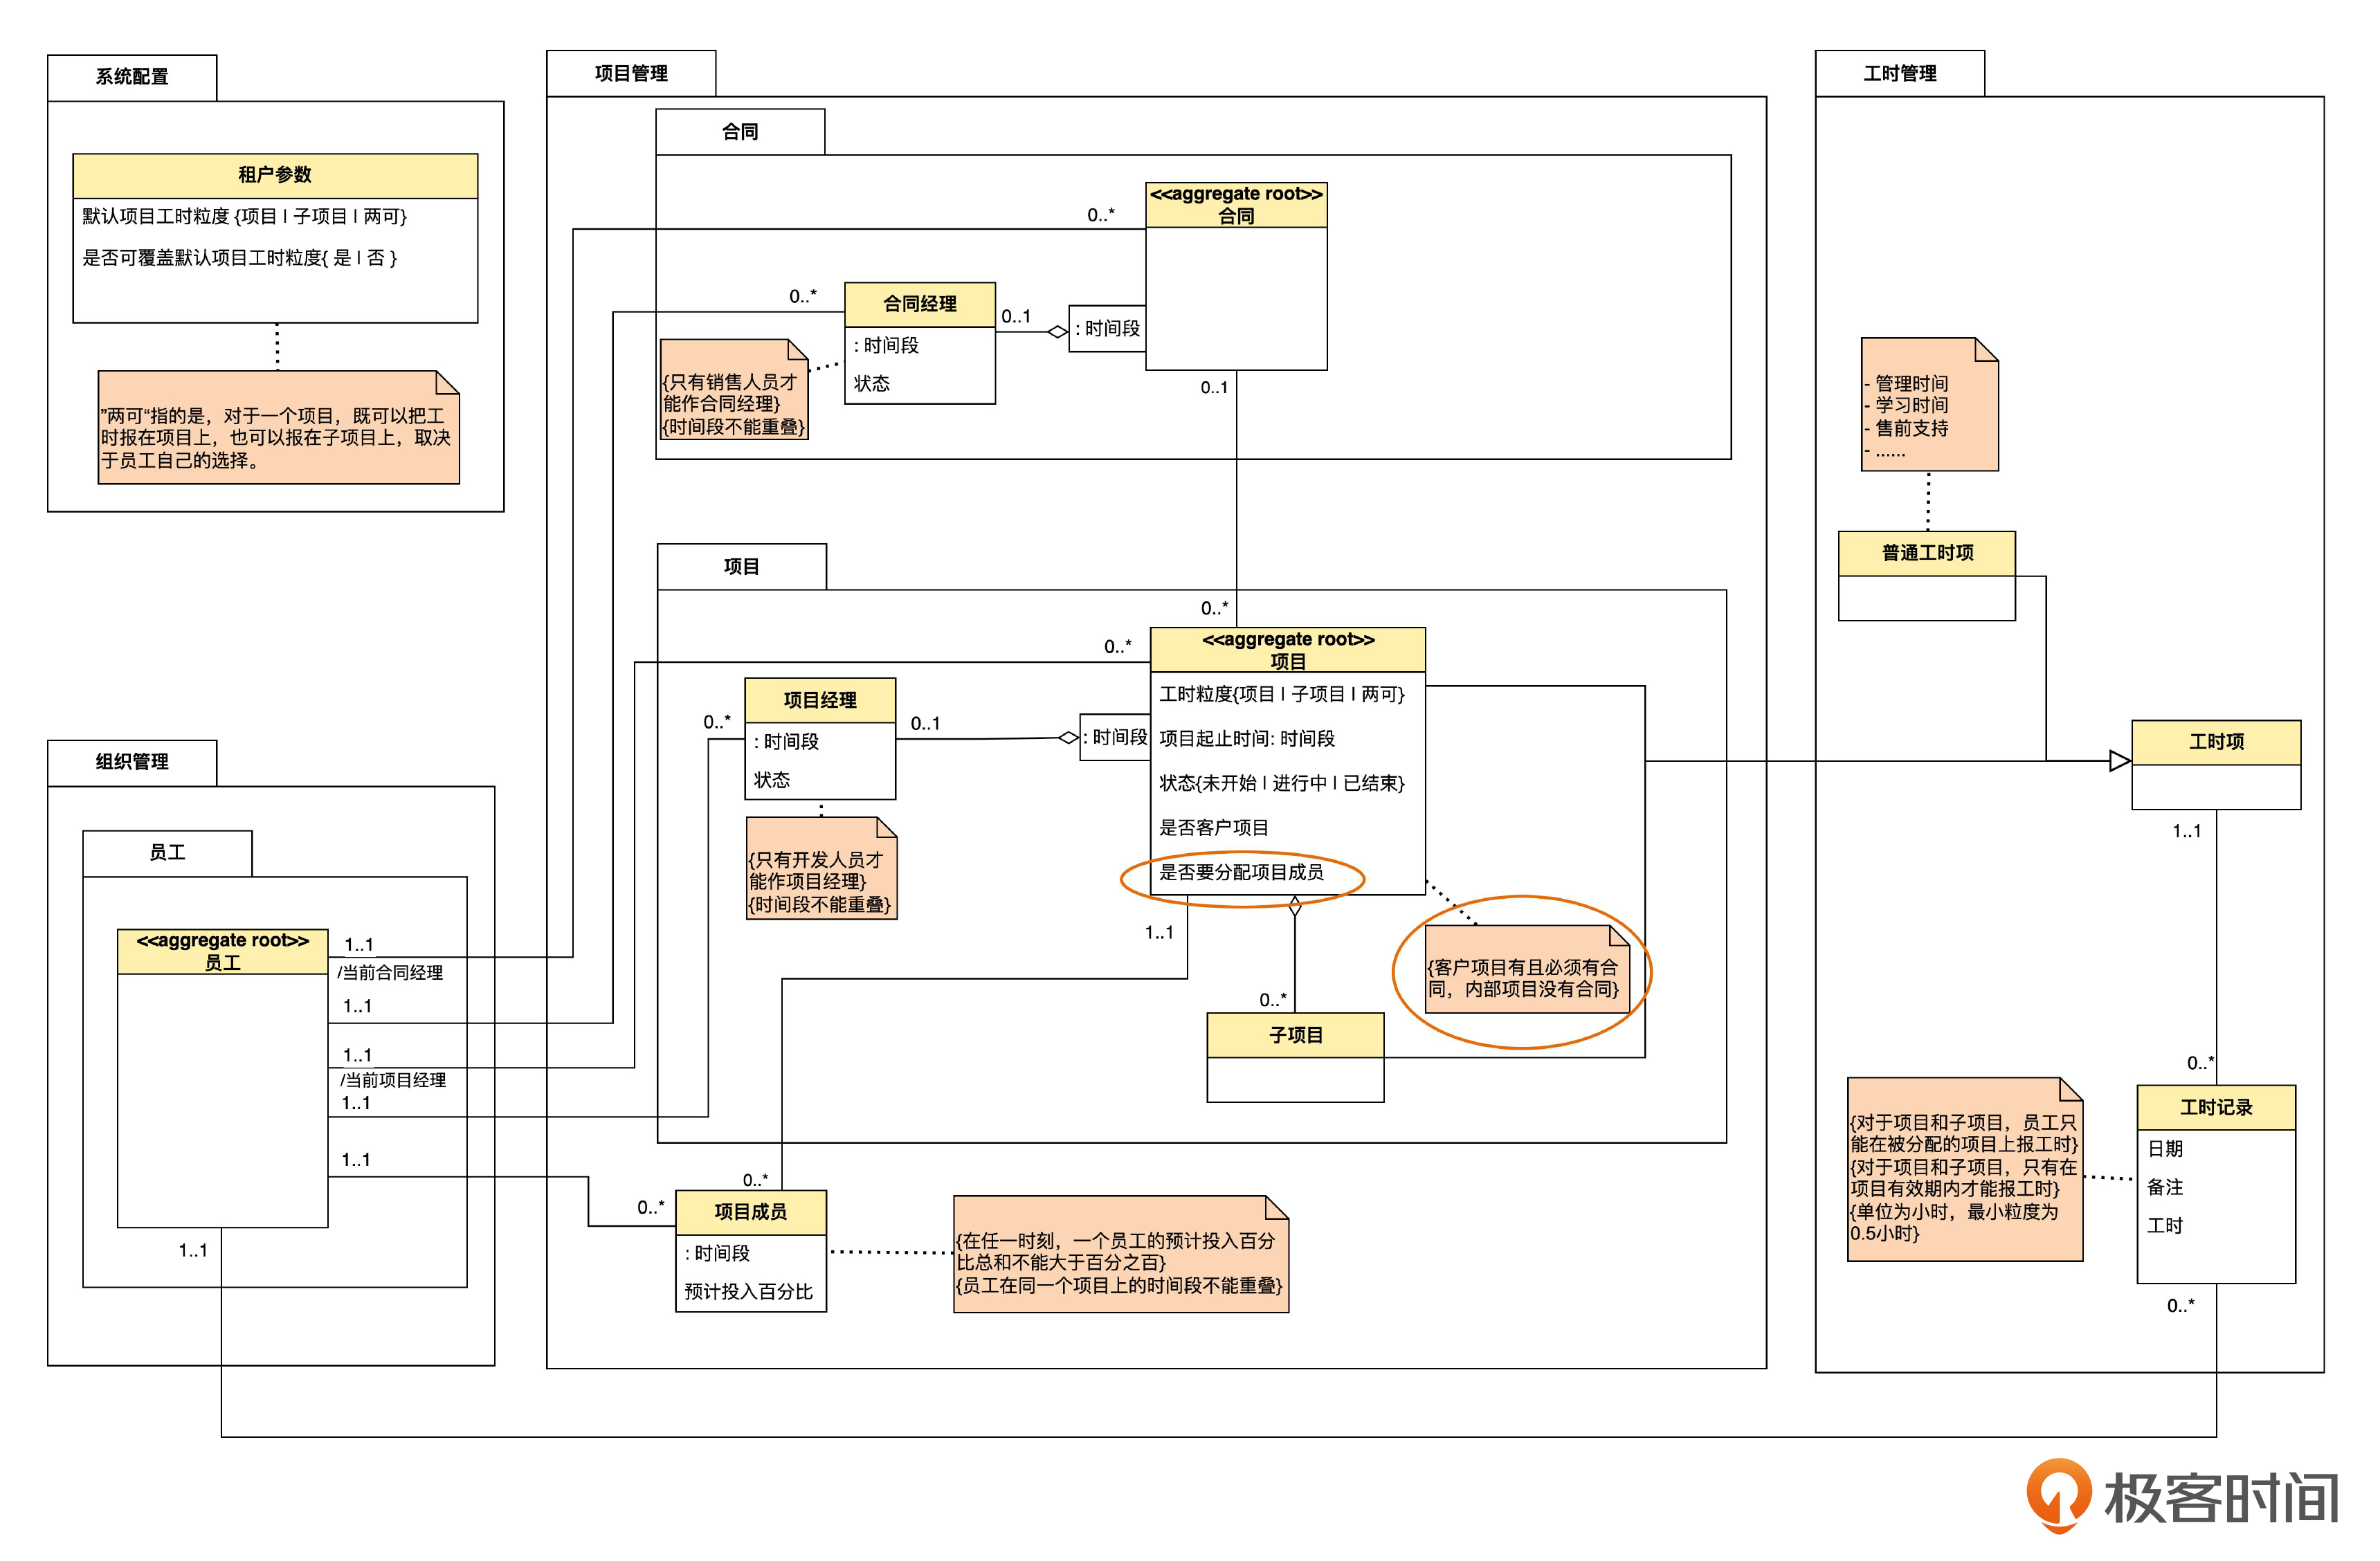 系统配置
租户参数
默认项目工时粒度 {项目 | 子项目 | 两可}
是否可覆盖默认项目工时粒度{ 是 | 否 }
”两可“指的是，对于一个项目，既可以把工
时报在项目上，也可以报在子项目上，取决
于员工自己的选择。
项目管理
合同
<<aggregate root>>
合同
0..*
0..*
合同经理
: 时间段
状态
0..1
: 时间段
{只有销售人员才
能作合同经理}
{时间段不能重叠}
0..1
项目
0..*
<<aggregate root>>
项目
0..*
工时粒度{项目 | 子项目 | 两可}
项目起止时间: 时间段
状态{未开始 | 进行中 | 已结束}
是否客户项目
是否要分配项目成员
项目经理
: 时间段
状态
0..*
0..1
: 时间段
{只有开发人员才
能作项目经理}
{时间段不能重叠}
1..1
{客户项目有且必须有合
同，内部项目没有合同}
0..*
子项目
0..*
0..*
项目成员
: 时间段
预计投入百分比
{在任一时刻，一个员工的预计投入百分
比总和不能大于百分之百}
{员工在同一个项目上的时间段不能重叠}
组织管理
员工
<<aggregate root>>
员工
1..1
/当前合同经理
1..1
1..1
/当前项目经理
1..1
1..1
1..1
工时管理
- 管理时间
- 学习时间
- 售前支持
- ......
普通工时项
工时项
1..1
0..*
工时记录
日期
备注
工时
{对于项目和子项目，员工只
能在被分配的项目上报工时}
{对于项目和子项目，只有在
项目有效期内才能报工时}
{单位为小时，最小粒度为
0.5小时}
0..*
极客时间